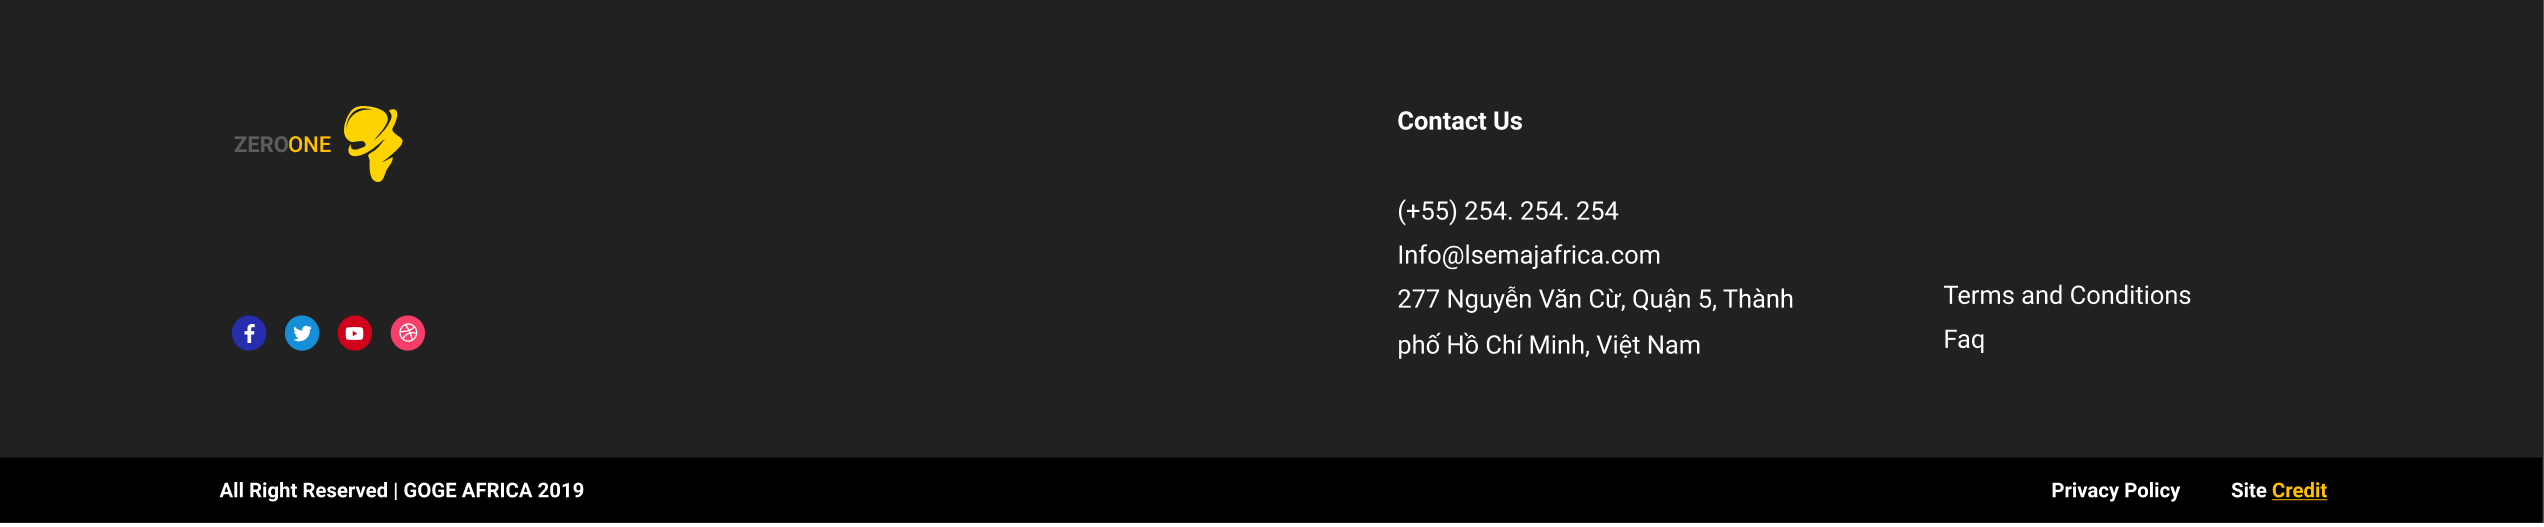 ZEROONE
Contact Us
(+55) 254. 254. 254
Info@lsemajafrica.com
277 Nguyễn Văn Cừ, Quận 5, Thành
phố Hồ Chí Minh, Việt Nam
Terms and Conditions
Faq
All Right Reserved | GOGE AFRICA 2019
Privacy Policy
Site Credit